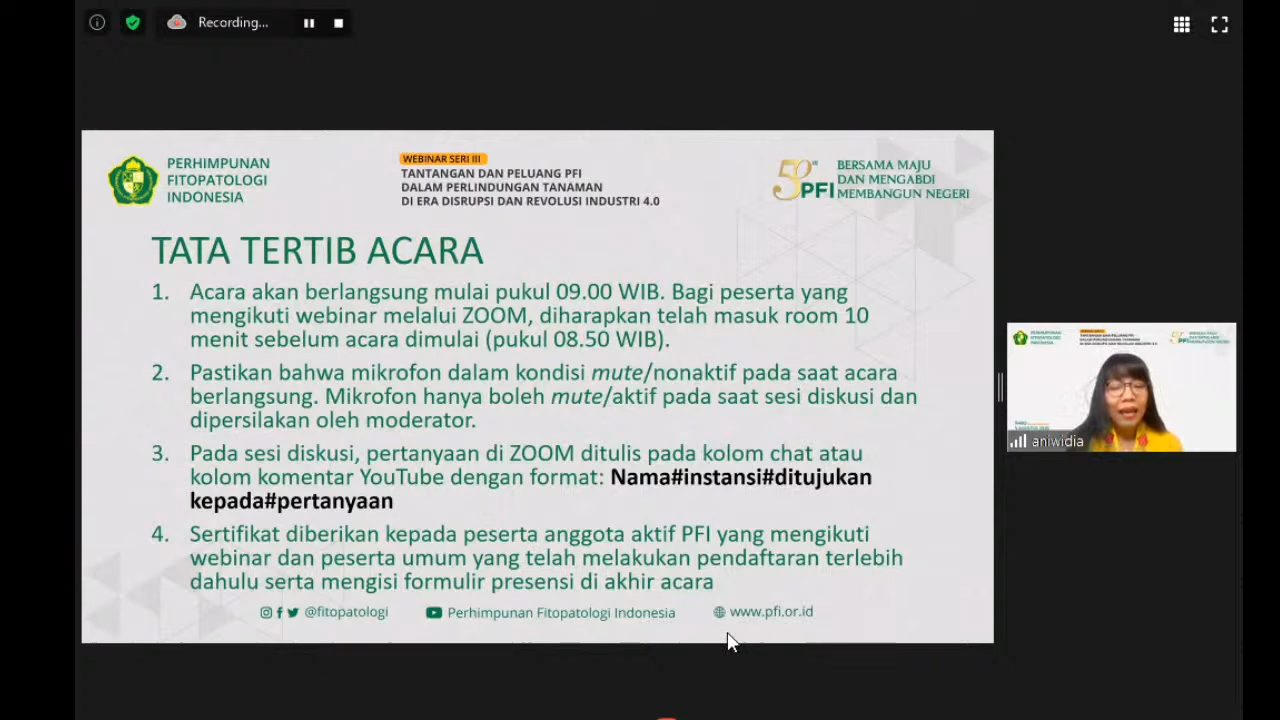 Recording...
PERHIMPUNAN
FITOPATOLOGI
INDONESIA
WEBINAR SERI III
TANTANGAN DAN PELUANG PFI
DALAM PERLINDUNGAN TANAMAN
DI ERA DISRUPSI DAN REVOLUSI INDUSTRI 4.0
50 PFI
BERSAMA MAJU
DAN MENGABDI
MEMBANGUN NEGERI
TATA TERTIB ACARA
1. Acara akan berlangsung mulai pukul 09.00 WIB. Bagi peserta yang
mengikuti webinar melalui ZOOM, diharapkan telah masuk room 10
menit sebelum acara dimulai (pukul 08.50 WIB).
2. Pastikan bahwa mikrofon dalam kondisi mute/nonaktif pada saat acara
berlangsung. Mikrofon hanya boleh mute/aktif pada saat sesi diskusi dan
dipersilakan oleh moderator.
3. Pada sesi diskusi, pertanyaan di ZOOM ditulis pada kolom chat atau
kolom komentar YouTube dengan format: Nama#instansi#ditujukan
kepada#pertanyaan
4. Sertifikat diberikan kepada peserta anggota aktif PFI yang mengikuti
webinar dan peserta umum yang telah melakukan pendaftaran terlebih
dahulu serta mengisi formulir presensi di akhir acara
@fitopatologi
Perhimpunan Fitopatologi Indonesia
www.pfi.or.id
aniwidia